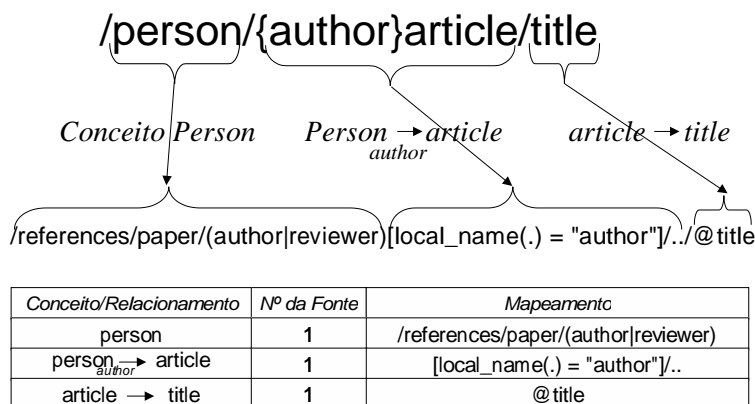 /person/{author}article/title
Conceito Person Person → article article → title
author
/references/paper/(author|reviewer)[local_name(.) = "author"]/../@title
Conceito/Relacionamento Nº da Fonte Mapeamento
person 1 /references/paper/(author|reviewer)
person → article 1 [local_name(.) = "author"]/..
author
article → title 1 @title